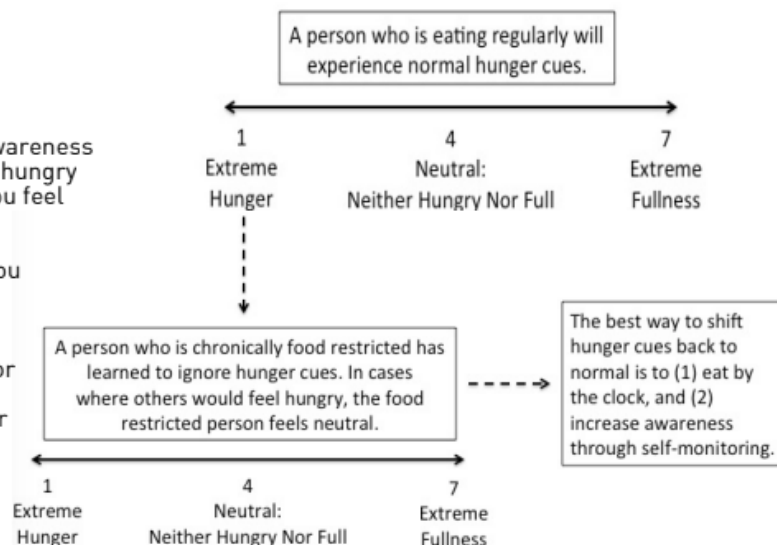 A person who is eating regularly will
experience normal hunger cues.
1 4 7
Extreme Neutral: Extreme
Hunger Neither Hungry Nor Full Fullness
hungry
ou feel
A person who is chronically food restricted has
learned to ignore hunger cues. In cases
where others would feel hungry, the food
restricted person feels neutral.
The best way to shift
hunger cues back to
normal is to (1) eat by
the clock, and (2)
increase awareness
through self-monitoring.
1 4 7
Extreme Neutral: Extreme
Hunger Neither Hungry Nor Full Fullness